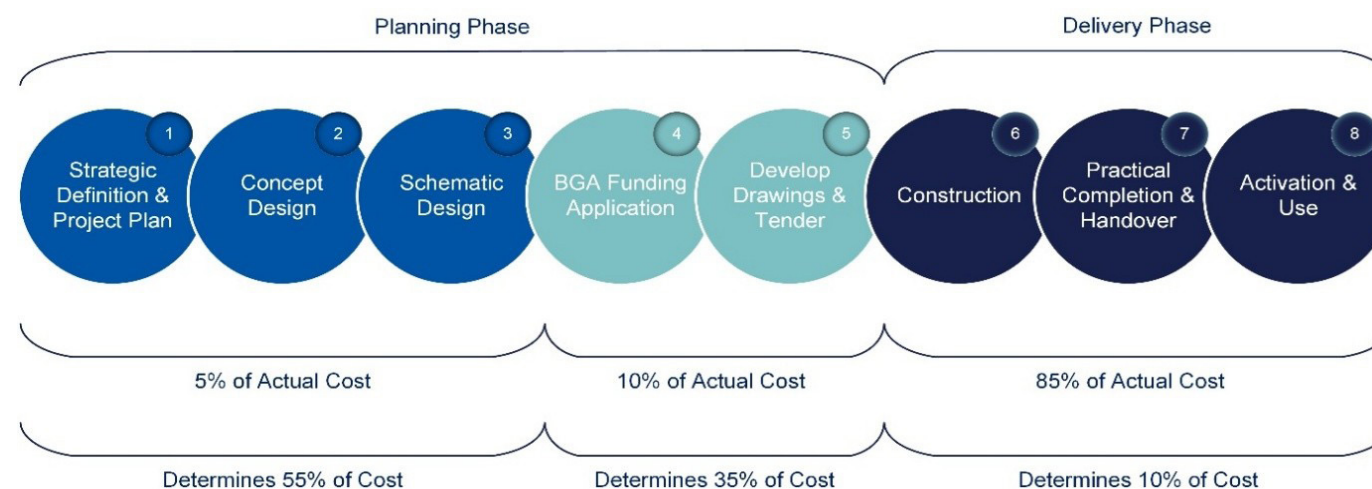 Planning Phase
Delivery Phase
1
Strategic
Definition &
Project Plan
2
Concept
Design
3
Schematic
Design
4
BGA Funding
Application
5
Develop
Drawings &
Tender
6
Construction
7
Practical
Completion &
Handover
8
Activation &
Use
5% of Actual Cost
10% of Actual Cost
85% of Actual Cost
Determines 55% of Cost
Determines 35% of Cost
Determines 10% of Cost